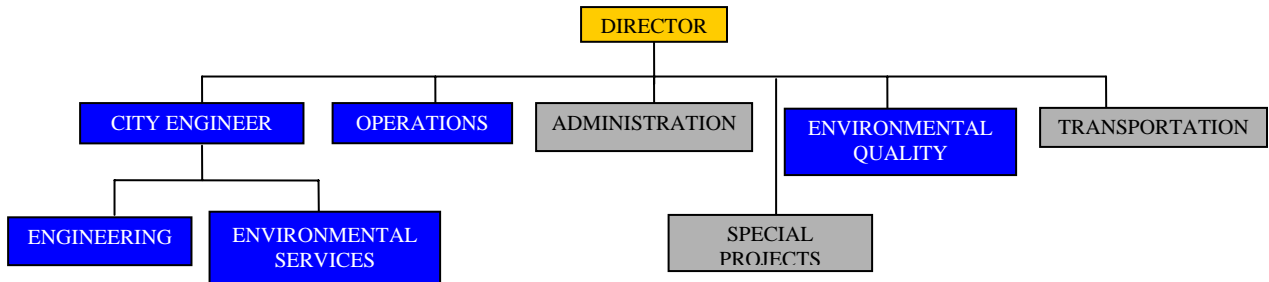 DIRECTOR
CITY ENGINEER
OPERATIONS
ADMINISTRATION
ENVIRONMENTAL
QUALITY
TRANSPORTATION
ENGINEERING
ENVIRONMENTAL
SERVICES
SPECIAL
PROJECTS